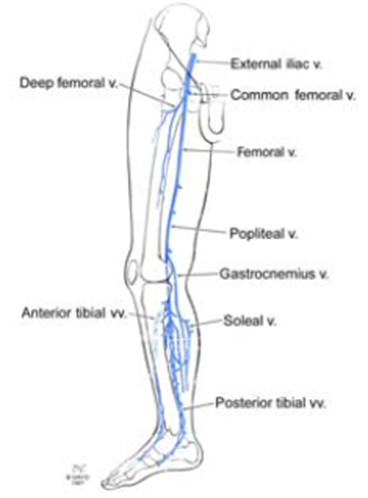 External iliac v.
Deep femoral v.
Common femoral v.
Femoral v.
Popliteal v.
Gastrocnemius v.
Anterior tibial vv.
Soleal v.
Posterior tibial vv.